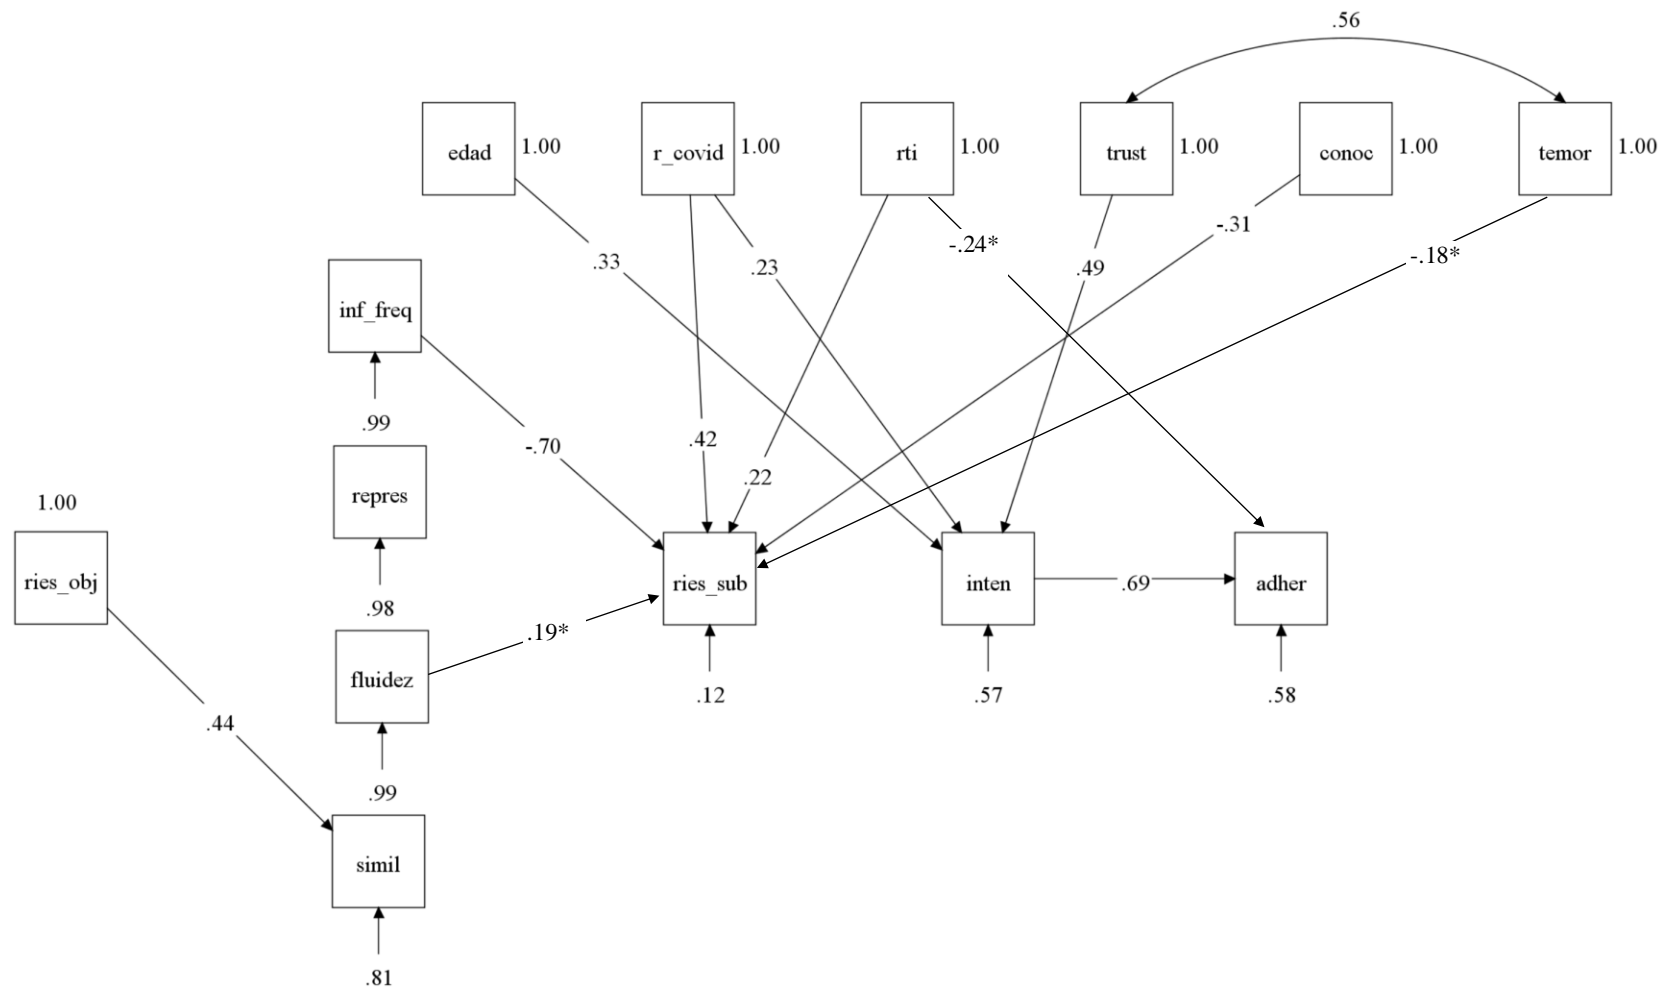 .56
edad
1.00
r_covid
1.00
rti
1.00
trust
1.00
conoc
1.00
temor
1.00
-.31
-.24*
-.18*
.33
.23
.49
inf_freq
.99
.42
-.70
.22
repres
1.00
ries_obj
ries_sub
inten
.69
adher
.98
.19*
fluidez
.12
.57
.58
.44
.99
simil
.81